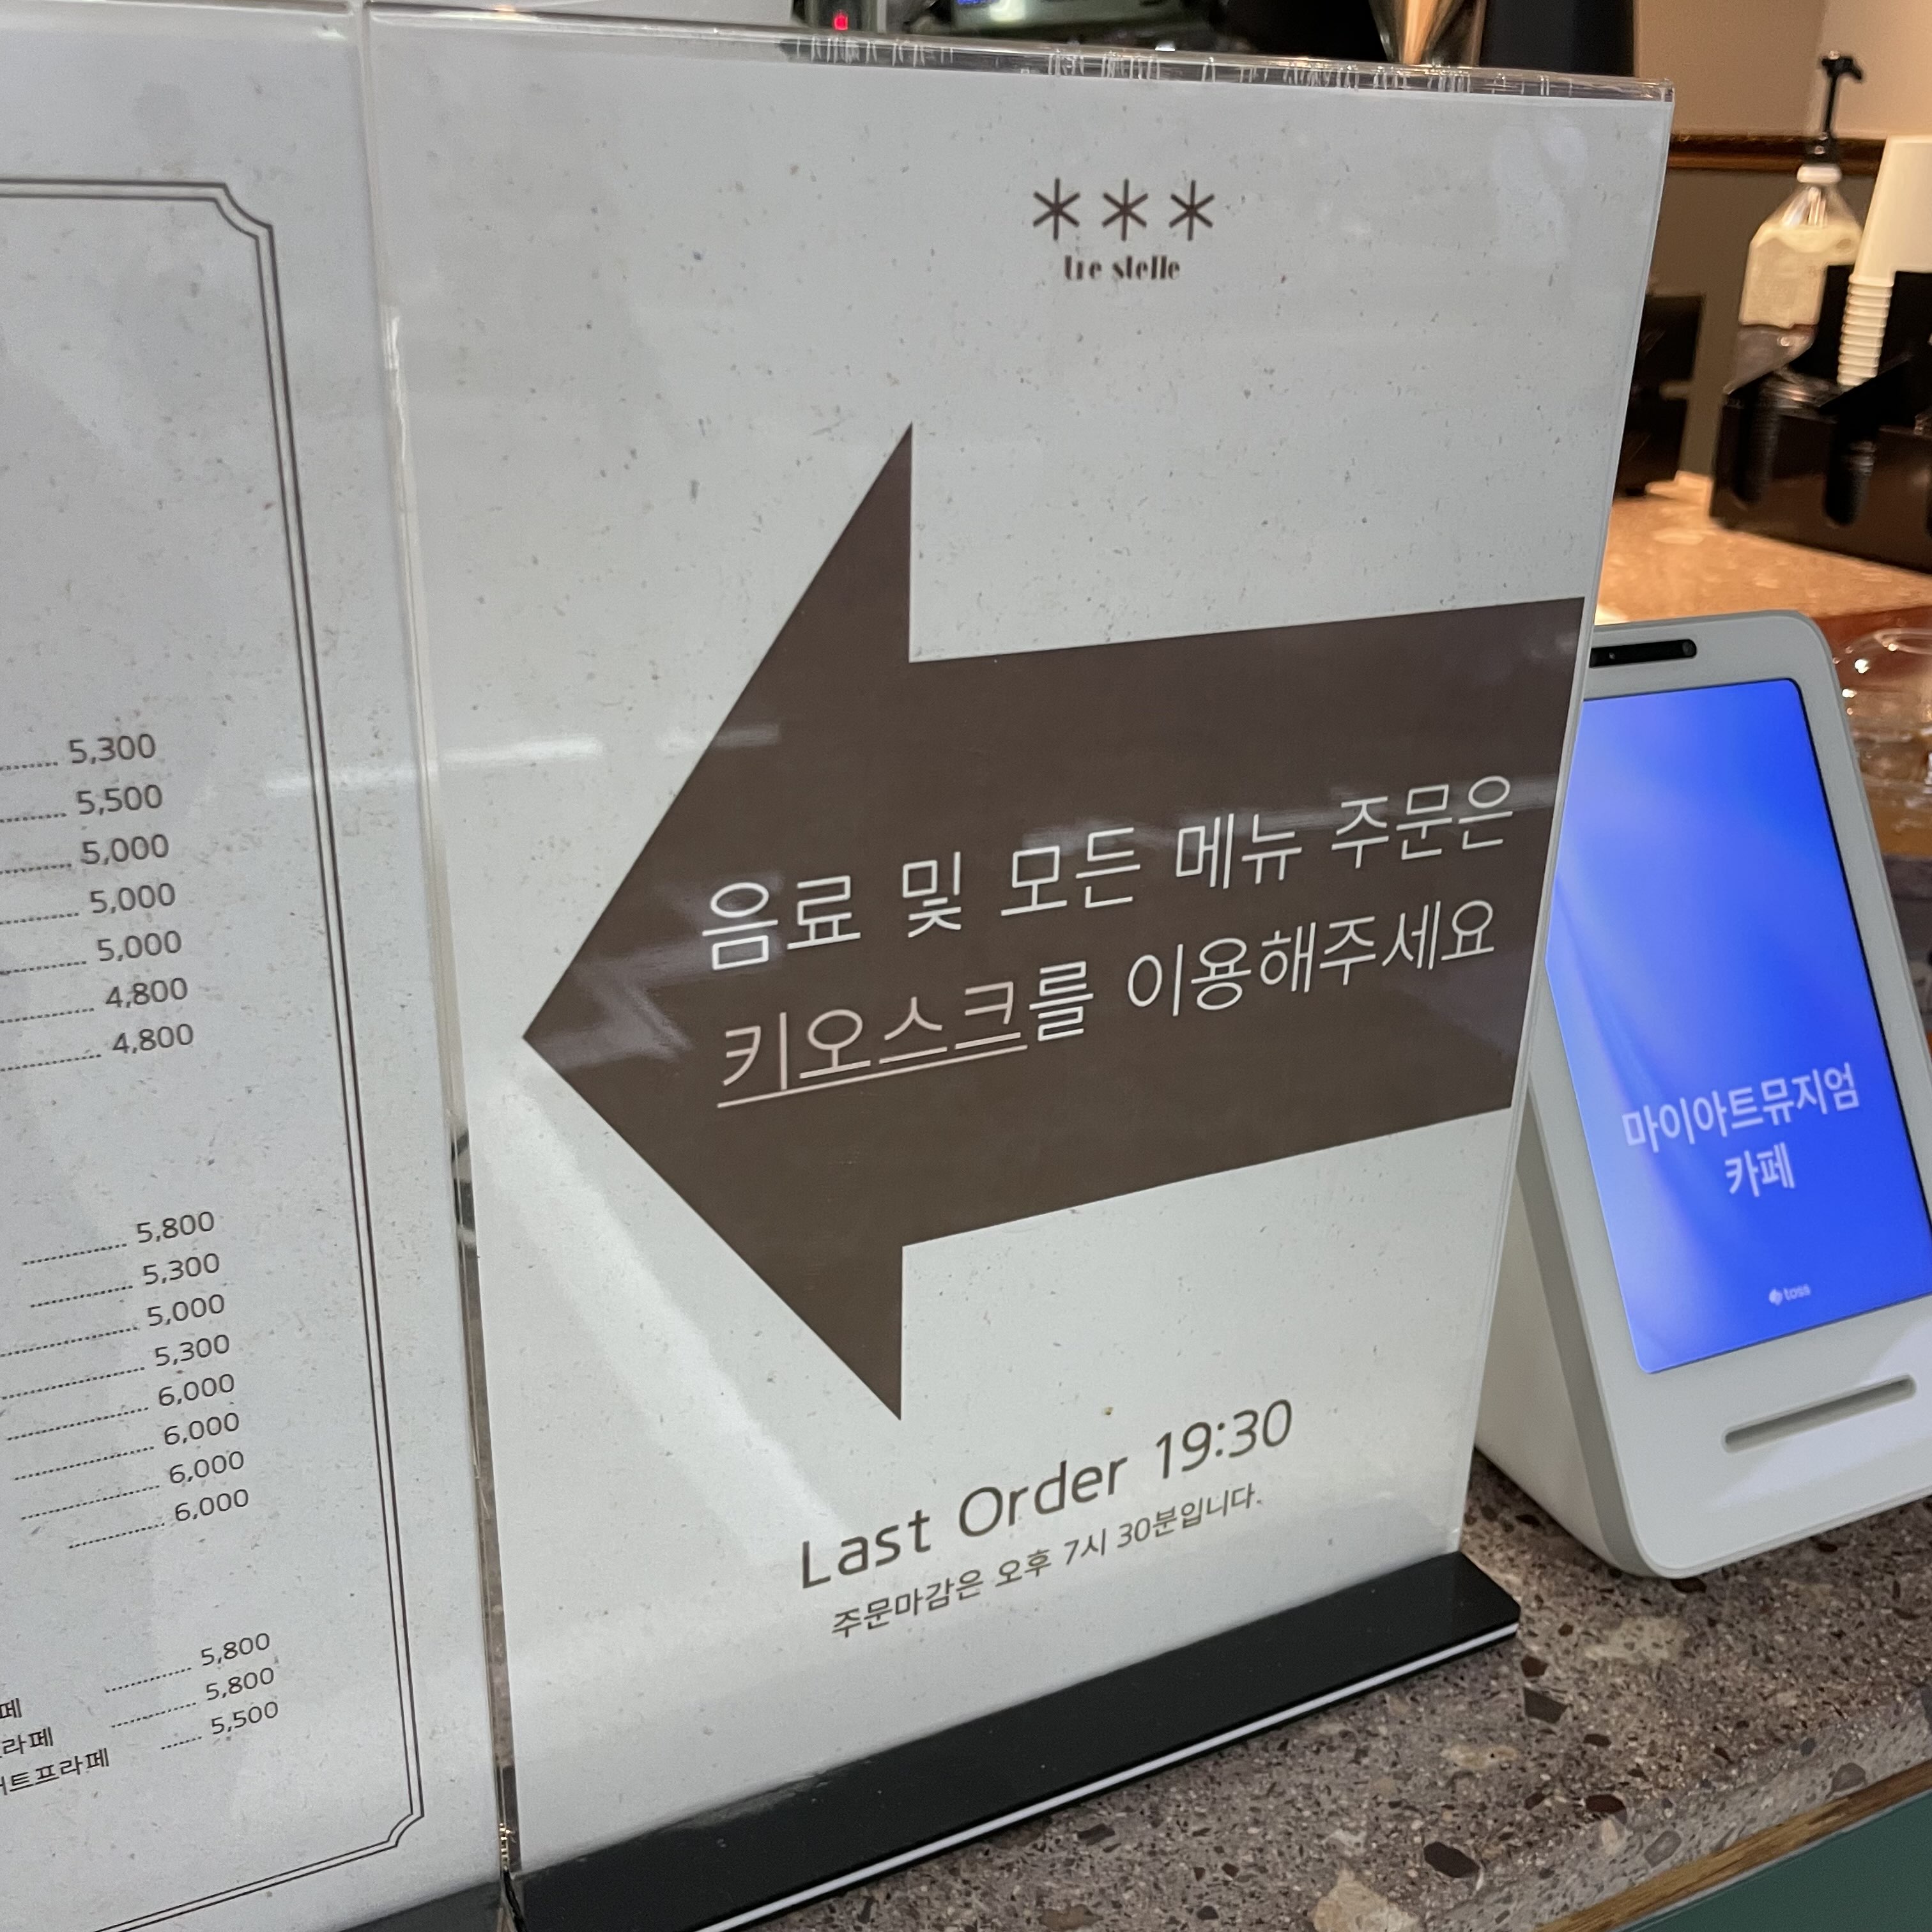 5,300
5,500
5,000
5,000
5,000
4,800
4,800
5,800
5,300
5,000
5,300
6,000
6,000
6,000
6,000
5,800
5,800
5,500
tre stelle
음료 및 모든 메뉴 주문은
키오스크를 이용해주세요
Last Order 19:30
주문마감은 오후 7시 30분입니다.
마이아트뮤지엄
카페
toss